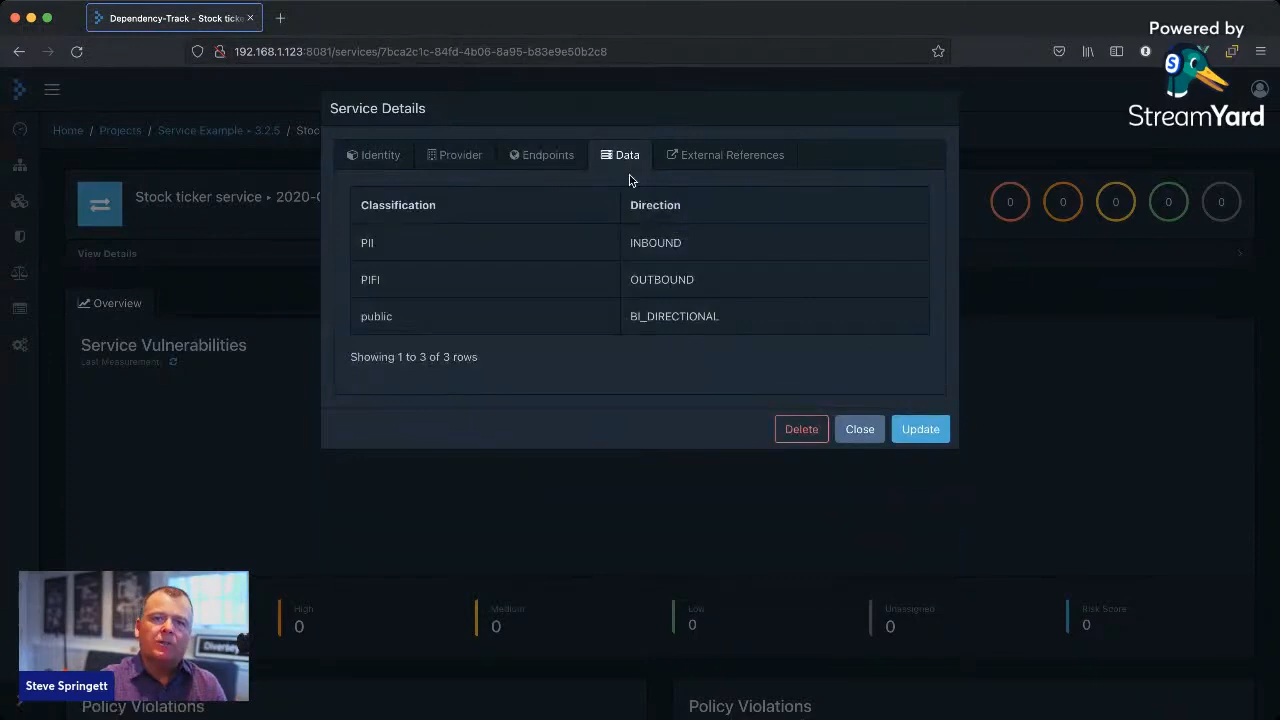 Dependency-Track - Stock ticke
Powered by
192.168.1.123:8081/services/7bca2c1c-84fd-4b06-8a95-b83e9e50b2c8
StreamYard
Service Details
Home / Projects / Service Example ▸ 3.2.5 / Stoc
Identity
Provider
Endpoints
Data
External References
Stock ticker service ▸ 2020-0
0
0
0
0
0
Classification
Direction
PII
INBOUND
PIFI
OUTBOUND
public
BI_DIRECTIONAL
View Details
Overview
Service Vulnerabilities
Last Measurement:
Showing 1 to 3 of 3 rows
Delete
Close
Update
High
0
Medium
0
Low
0
Unassigned
0
Risk Score
0
Steve Springett
Policy Violations
Policy Violations